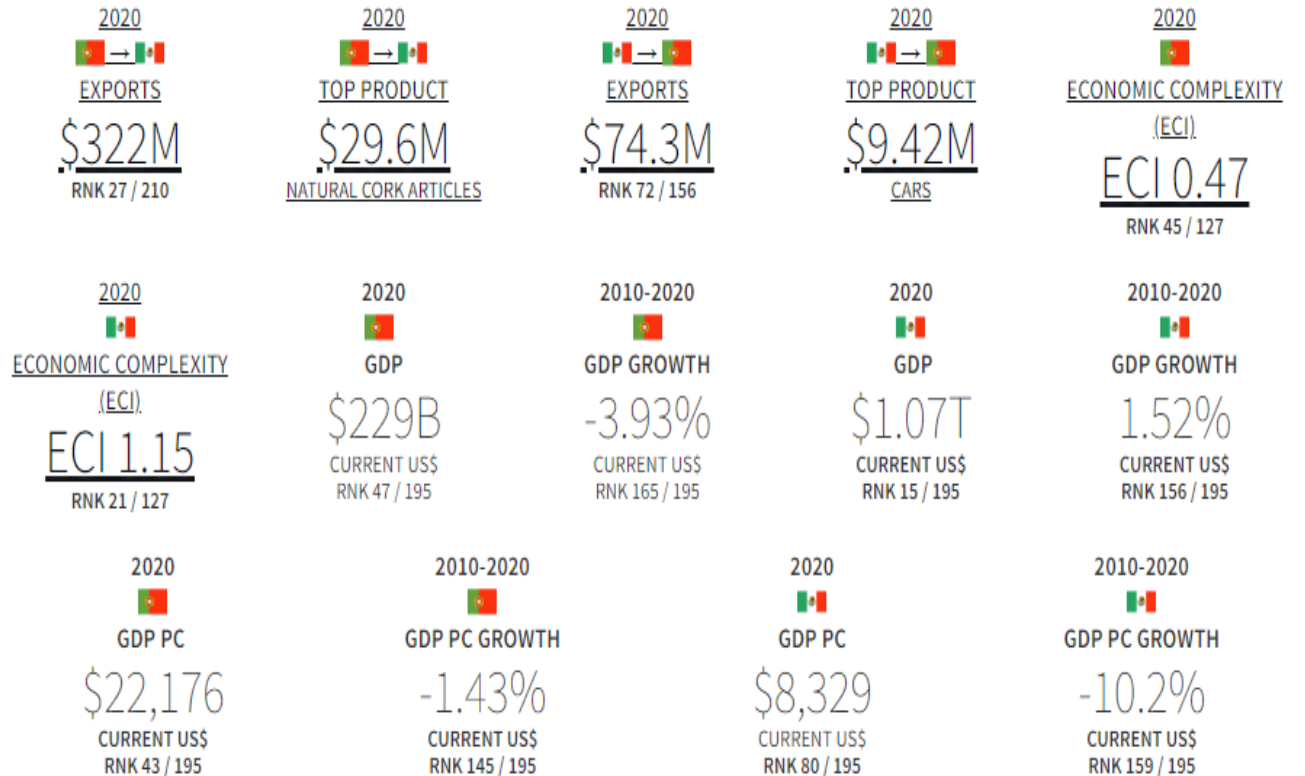 2020
→
EXPORTS
$322M
RNK 27 / 210
2020
→
TOP PRODUCT
$29.6M
NATURAL CORK ARTICLES
2020
→
EXPORTS
$74.3M
RNK 72 / 156
2020
→
TOP PRODUCT
$9.42M
CARS
2020
ECONOMIC COMPLEXITY
(ECI)
ECI 0.47
RNK 45 / 127
2020
ECONOMIC COMPLEXITY
(ECI)
ECI 1.15
RNK 21 / 127
2020
GDP
$229B
CURRENT US$
RNK 47 / 195
2010-2020
GDP GROWTH
-3.93%
CURRENT US$
RNK 165 / 195
2020
GDP
$1.07T
CURRENT US$
RNK 15 / 195
2010-2020
GDP GROWTH
1.52%
CURRENT US$
RNK 156 / 195
2020
GDP PC
$22,176
CURRENT US$
RNK 43 / 195
2010-2020
GDP PC GROWTH
-1.43%
CURRENT US$
RNK 145 / 195
2020
GDP PC
$8,329
CURRENT US$
RNK 80 / 195
2010-2020
GDP PC GROWTH
-10.2%
CURRENT US$
RNK 159 / 195